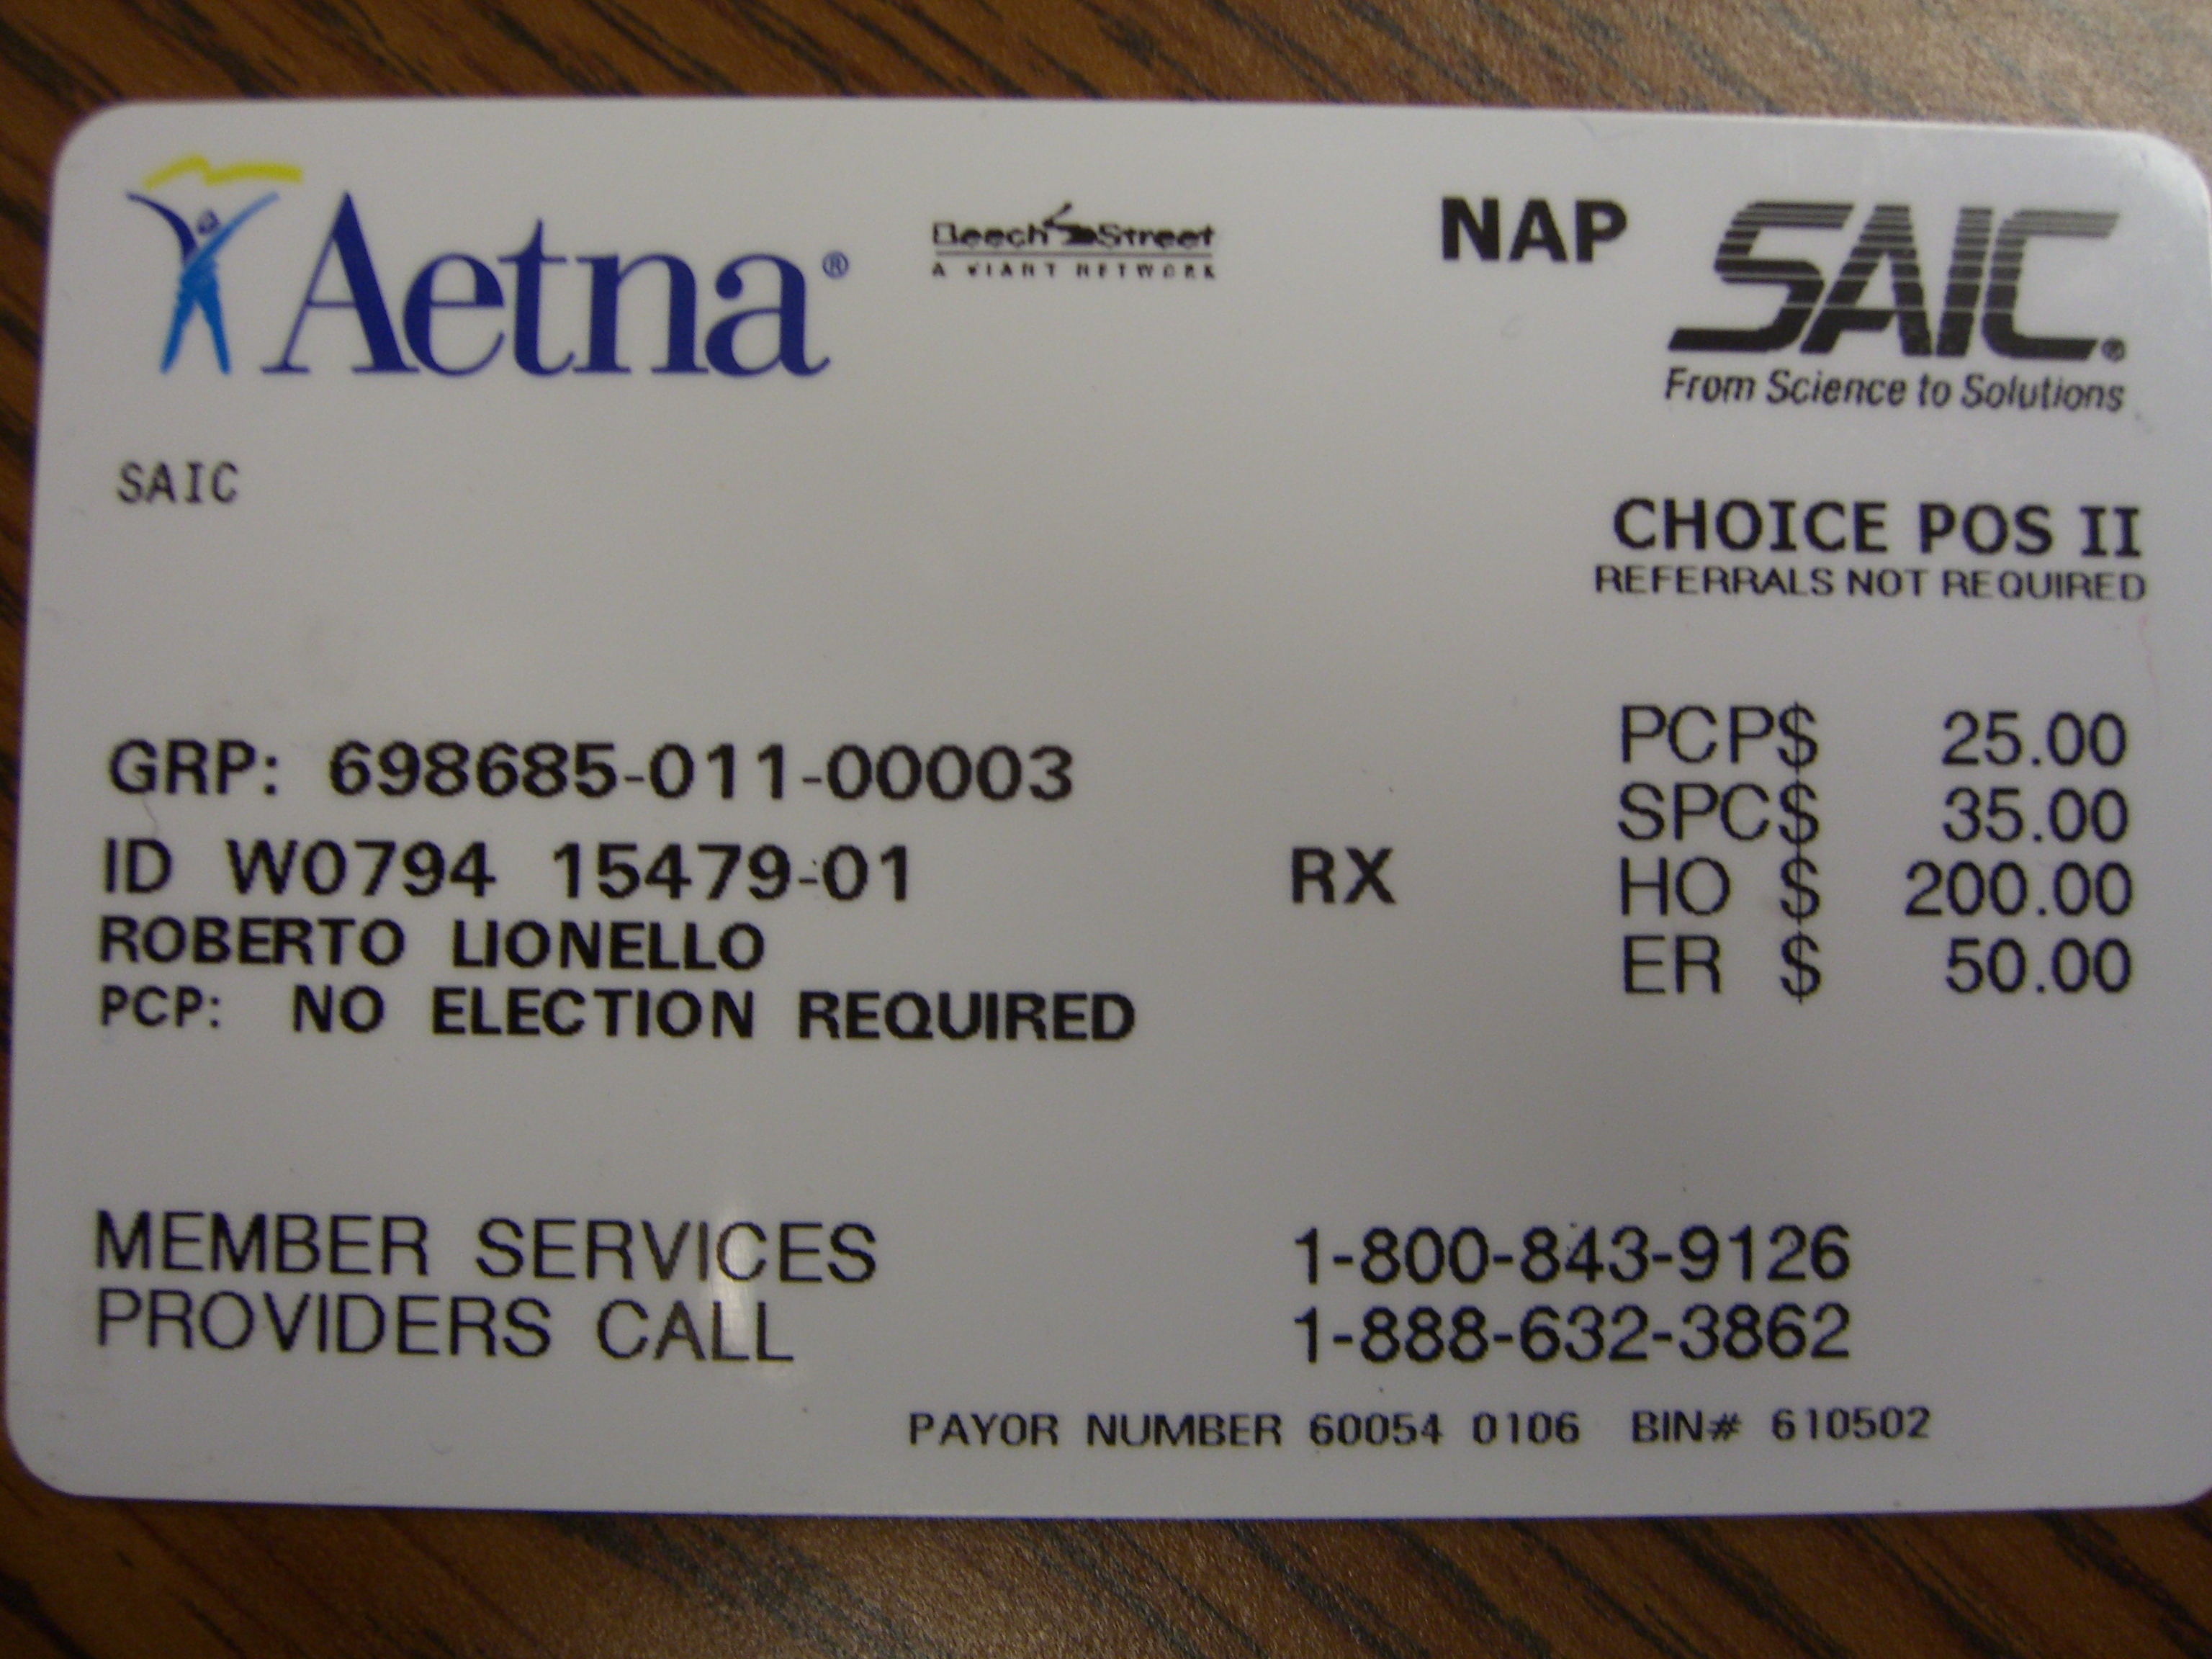 Aetna®
Beech Street
A VIANT NETWORK
NAP
SAIC®
From Science to Solutions
SAIC
CHOICE POS II
REFERRALS NOT REQUIRED
GRP: 698685-011-00003
ID W0794 15479-01 RX
ROBERTO LIONELLO
PCP: NO ELECTION REQUIRED
PCP$ 25.00
SPC$ 35.00
HO $ 200.00
ER $ 50.00
MEMBER SERVICES 1-800-843-9126
PROVIDERS CALL 1-888-632-3862
PAYOR NUMBER 60054 0106 BIN# 610502